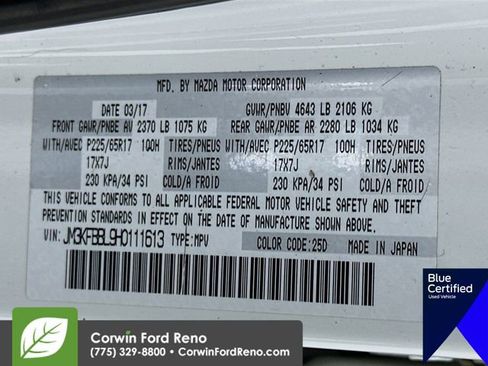 MFD. BY MAZDA MOTOR CORPORATION
DATE 03/17 GVWR/PNBV 4643 LB 2106 KG
FRONT GAWR/PNBE AV 2370 LB 1075 KG REAR GAWR/PNBE AR 2280 LB 1034 KG
WITH/AVEC P225/65R17 100H TIRES/PNEUS WITH/AVEC P225/65R17 100H TIRES/PNEUS
17X7J RIMS/JANTES 17X7J RIMS/JANTES
230 KPA/34 PSI COLD/A FROID 230 KPA/34 PSI COLD/A FROID
THIS VEHICLE CONFORMS TO ALL APPLICABLE FEDERAL MOTOR VEHICLE SAFETY AND THEFT
PREVENTION STANDARDS IN EFFECT ON THE DATE OF MANUFACTURE SHOWN ABOVE.
VIN: JM3KFBBL9H0111613 TYPE:MPV COLOR CODE:25D MADE IN JAPAN
Blue
Certified
Used Vehicle
Corwin Ford Reno
(775) 329-8800 • CorwinFordReno.com